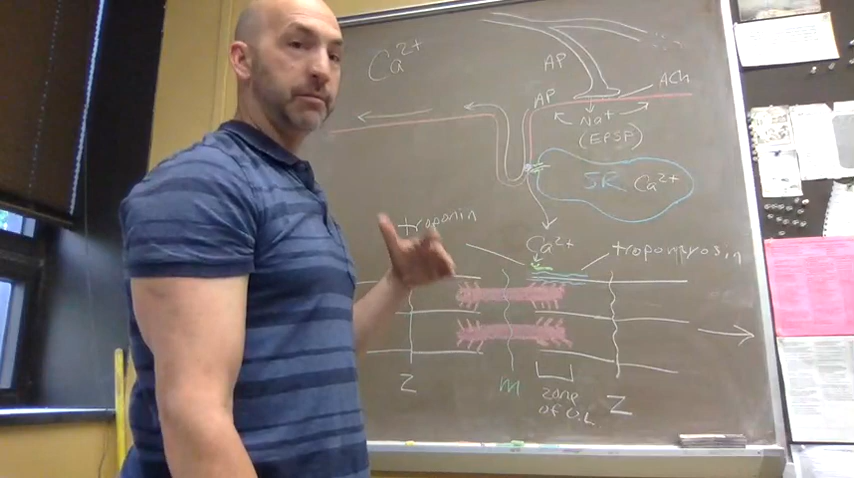 Ca2+
AP
ACh
AP
Na+
(EPSP)
SR Ca2+
troponin
Ca2+
tropomyosin
Z
M
zone
of O.L
Z